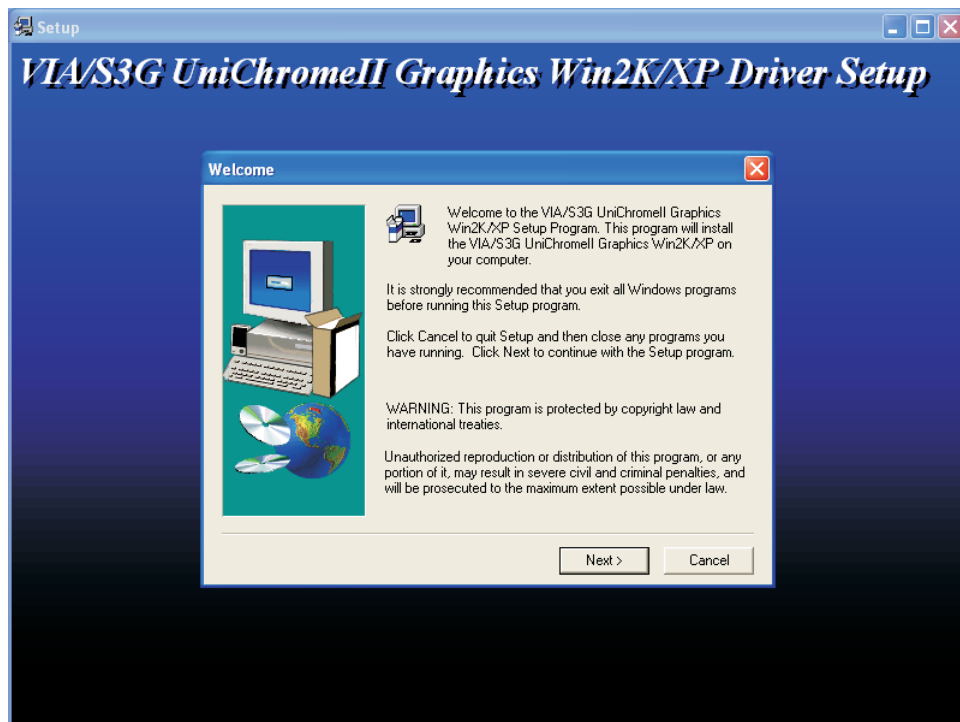 Setup
VIA/S3G UniChromeII Graphics Win2K/XP Driver Setup
Welcome
Welcome to the VIA/S3G UniChromeII Graphics
Win2K/XP Setup Program. This program will install
the VIA/S3G UniChromeII Graphics Win2K/XP on
your computer.
It is strongly recommended that you exit all Windows programs
before running this Setup program.
Click Cancel to quit Setup and then close any programs you
have running. Click Next to continue with the Setup program.
WARNING: This program is protected by copyright law and
international treaties.
Unauthorized reproduction or distribution of this program, or any
portion of it, may result in severe civil and criminal penalties, and
will be prosecuted to the maximum extent possible under law.
Next >
Cancel